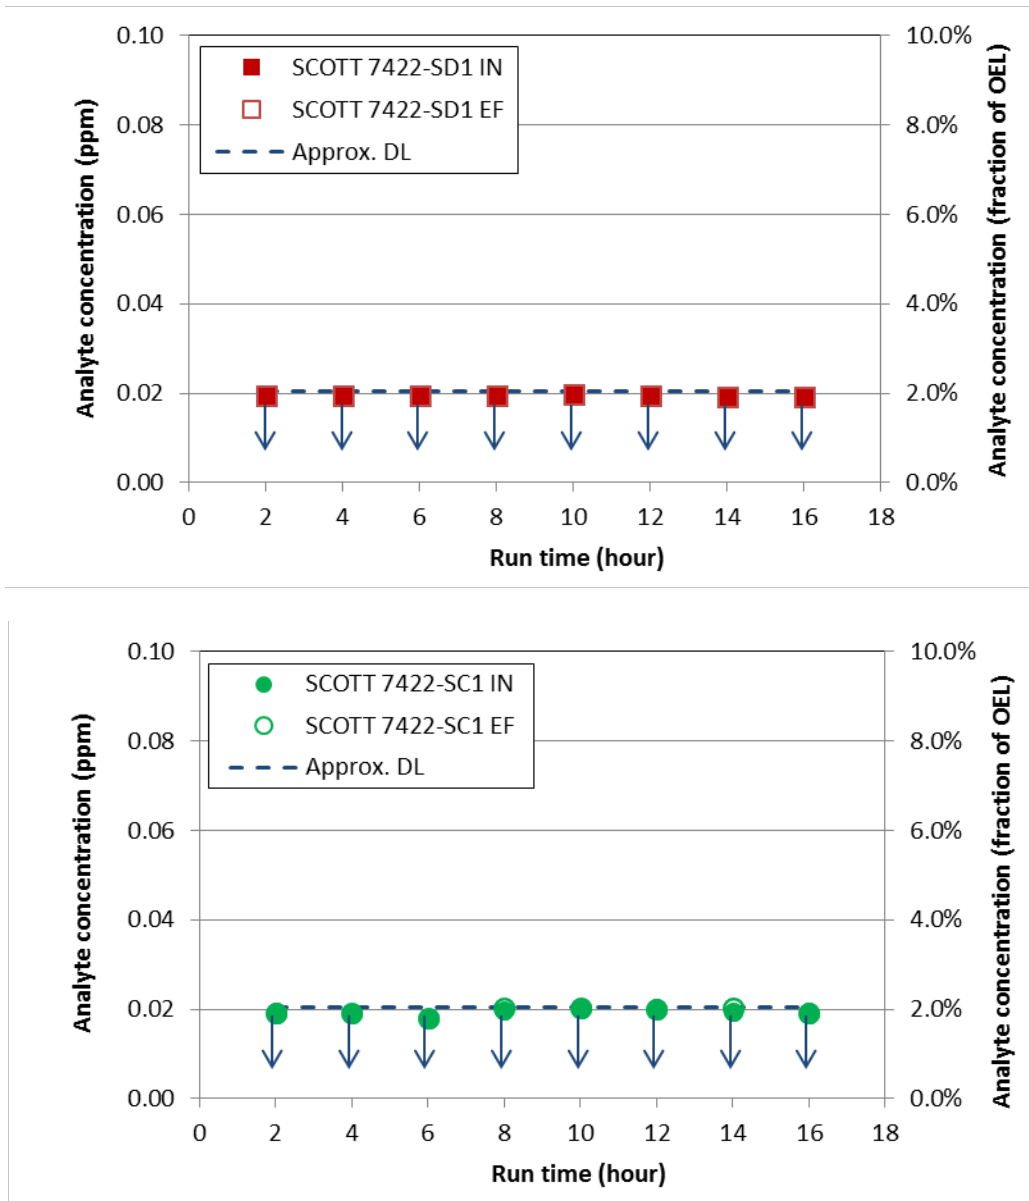 SCOTT 7422-SD1 IN
SCOTT 7422-SD1 EF
Approx. DL
Analyte concentration (ppm)
0.10
0.08
0.06
0.04
0.02
0.00
10.0%
8.0%
6.0%
4.0%
2.0%
0.0%
Analyte concentration (fraction of OEL)
0 2 4 6 8 10 12 14 16 18
Run time (hour)
SCOTT 7422-SC1 IN
SCOTT 7422-SC1 EF
Approx. DL
Analyte concentration (ppm)
0.10
0.08
0.06
0.04
0.02
0.00
10.0%
8.0%
6.0%
4.0%
2.0%
0.0%
Analyte concentration (fraction of OEL)
0 2 4 6 8 10 12 14 16 18
Run time (hour)